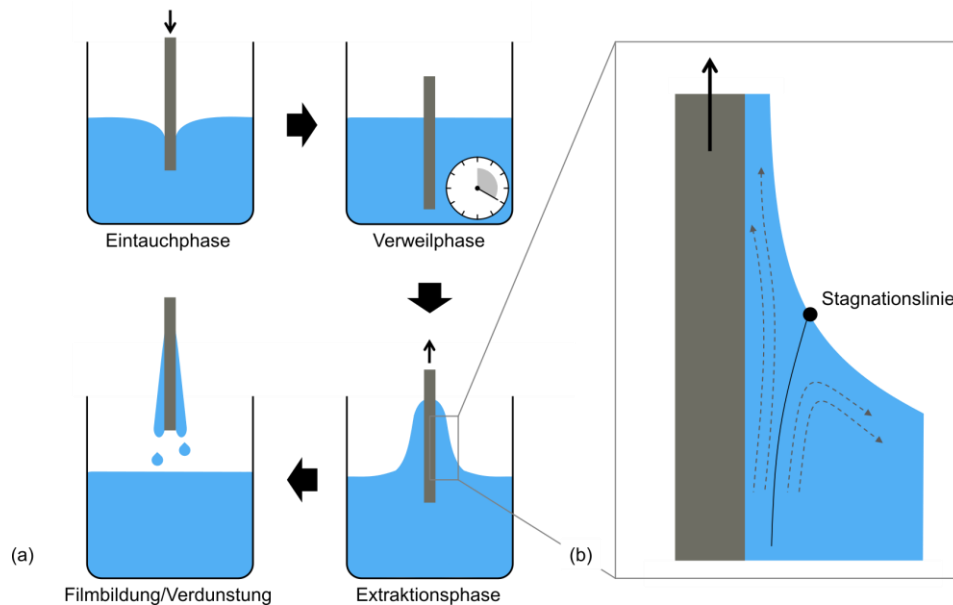 Eintauchphase
Verweilphase
Stagnationslinie
(a)
(b)
Filmbildung/Verdunstung
Extraktionsphase